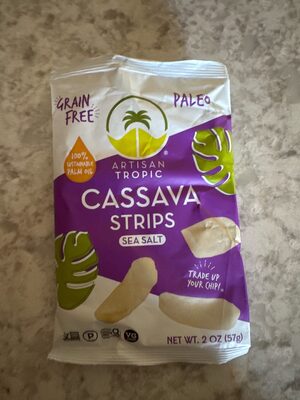 GRAIN
FREE
PALEO
100%
SUSTAINABLE
PALM OIL
ARTISAN
TROPIC
CASSAVA
STRIPS
SEA SALT
TRADE UP
YOUR CHIP!
NET WT. 2 OZ (57g)